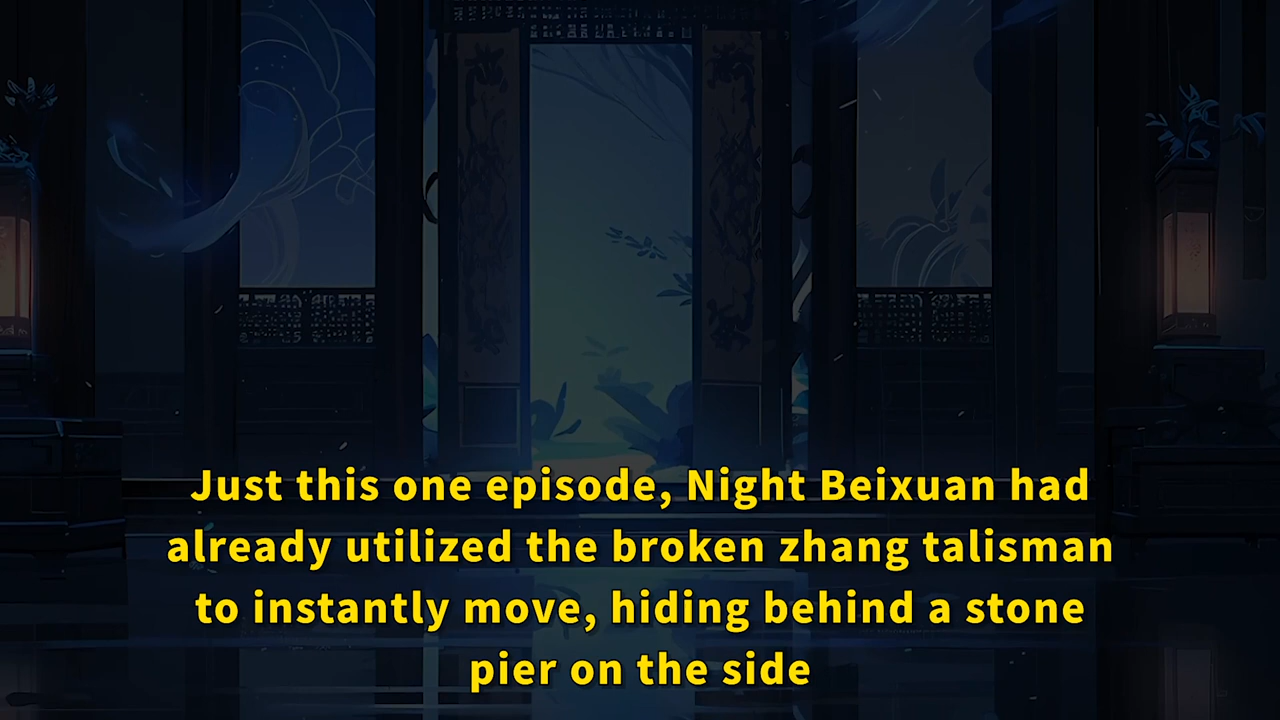 Just this one episode, Night Beixuan had
already utilized the broken zhang talisman
to instantly move, hiding behind a stone
pier on the side